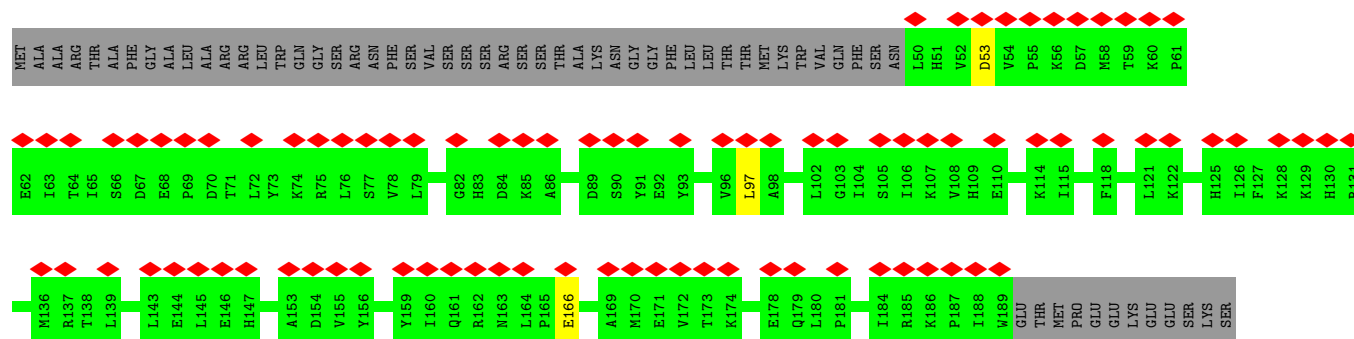 MET ALA ALA ARG THR ALA PHE GLY ALA LEU ALA ARG ARG LEU TRP GLN GLY SER ARG ASN PHE SER VAL SER SER SER ARG SER SER THR ALA LYS ASN GLY GLY PHE LEU LEU THR THR MET LYS TRP VAL GLN PHE SER ASN L50 H51 V52 D53 V54 P55 K56 D57 M58 T59 K60 P61
E62 I63 T64 I65 S66 D67 E68 P69 D70 T71 L72 Y73 K74 R75 L76 S77 V78 L79 G82 H83 D84 K85 A86 D89 S90 Y91 E92 Y93 V96 L97 A98 L102 G103 I104 S105 I106 K107 V108 H109 E110 K114 I115 F118 L121 K122 H125 I126 F127 K128 K129 H130
M136 R137 T138 L139 L143 E144 L145 E146 H147 A153 D154 V155 Y156 Y159 I160 Q161 R162 N163 L164 P165 E166 A169 M170 E171 V172 T173 K174 E178 Q179 L180 P181 I184 R185 K186 P187 I188 W189 GLU THR MET PRO GLU GLU LYS GLU GLU SER LYS SER